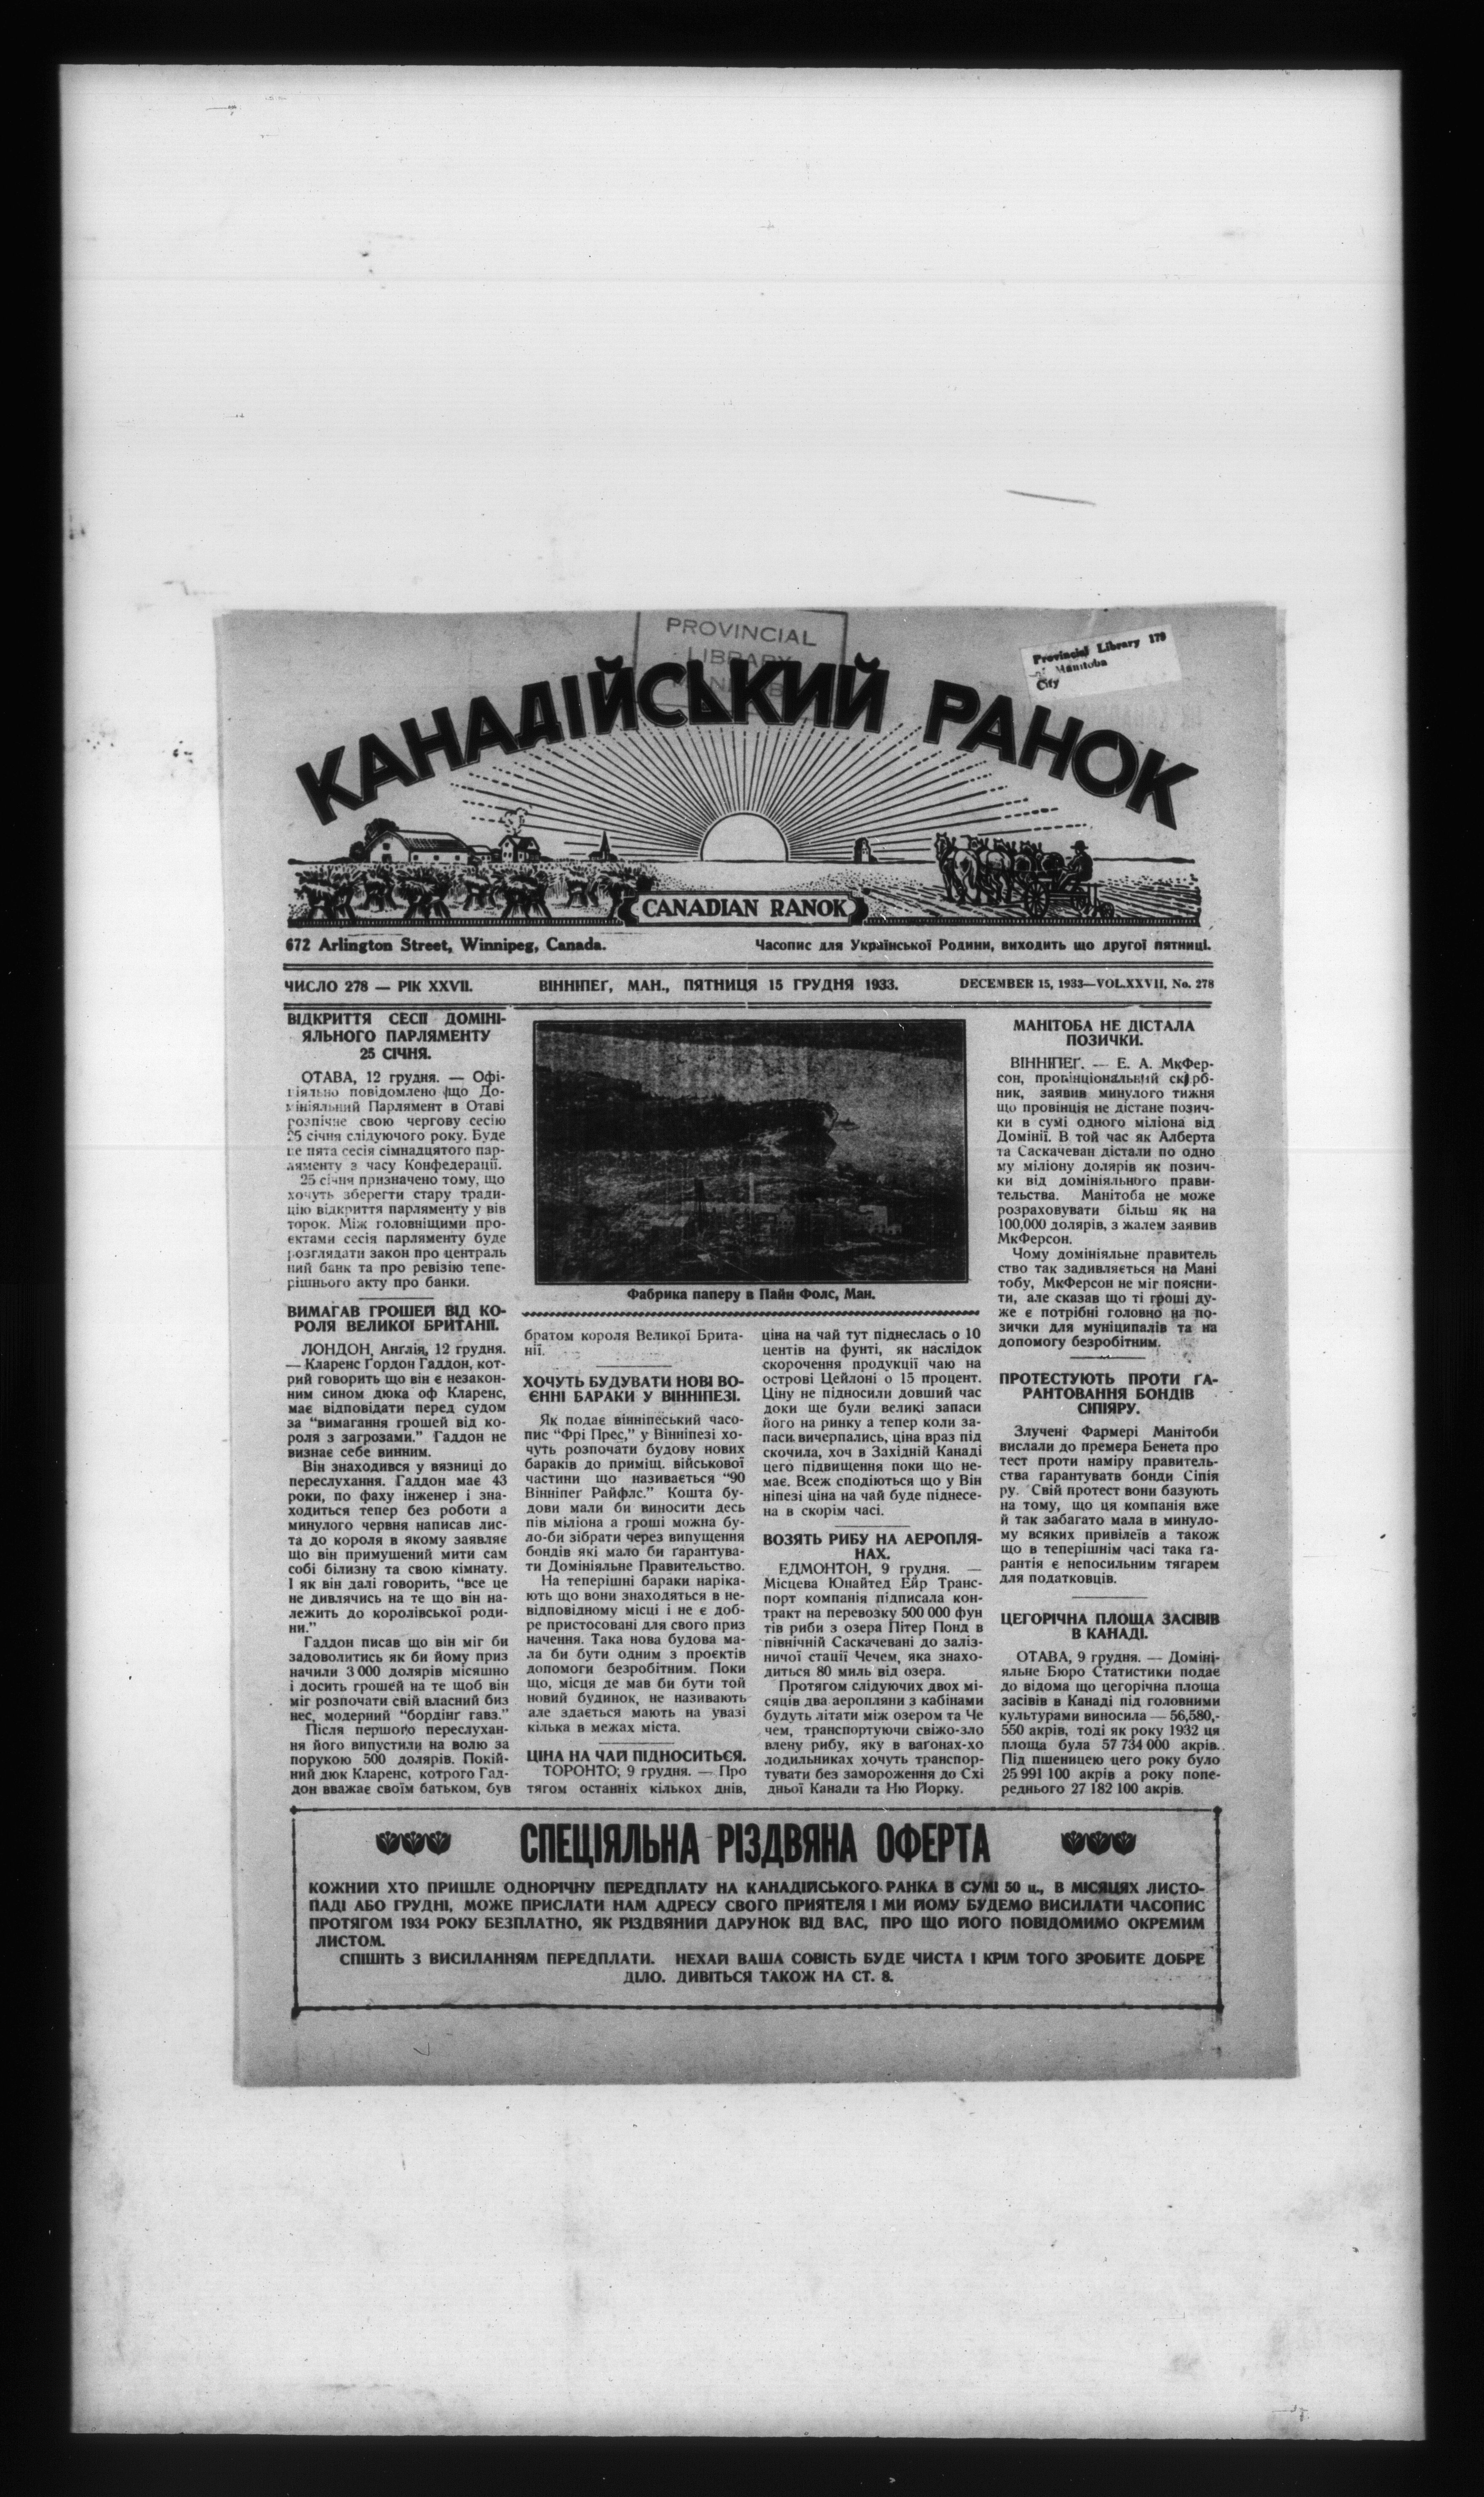 PROVINCIAL
LIBRARY
Provincial Library 179
Manitoba
City
КАНАДІЙСЬКИЙ РАНОК
CANADIAN RANOK
672 Arlington Street, Winnipeg, Canada.
Часопис для Української Родини, виходить що другої пятниці.
ЧИСЛО 278 — РІК XXVII.
ВІННІПЕҐ, МАН., ПЯТНИЦЯ 15 ГРУДНЯ 1933.
DECEMBER 15, 1933—VOL.XXVII, No. 278
ВІДКРИТТЯ СЕСІЇ ДОМІНІ-
ЯЛЬНОГО ПАРЛЯМЕНТУ
25 СІЧНЯ.
ОТАВА, 12 грудня. — Офі-
ціяльно повідомлено що До-
мініяльний Парлямент в Отаві
розпічне свою чергову сесію
25 січня слідуючого року. Буде
це пята сесія сімнадцятого пар-
ляменту з часу Конфедерації.
25 січня призначено тому, що
хочуть зберегти стару тради-
цію відкриття парляменту у вів
торок. Між головніщими про-
ектами сесія парляменту буде
розглядати закон про централь
ний банк та про ревізію тепе-
рішнього акту про банки.
ВИМАГАВ ГРОШЕЙ ВІД КО-
РОЛЯ ВЕЛИКОЇ БРИТАНІЇ.
ЛОНДОН, Анґлія, 12 грудня.
— Кларенс Ґордон Гаддон, кот-
рий говорить що він є незакон-
ним сином дюка оф Кларенс,
має відповідати перед судом
за “вимагання грошей від ко-
роля з загрозами.” Гаддон не
визнає себе винним.
Він знаходився у вязниці до
переслухання. Гаддон має 43
роки, по фаху інженер і зна-
ходиться тепер без роботи а
минулого червня написав лис-
та до короля в якому заявляє
що він примушений мити сам
собі білизну та свою кімнату.
І як він далі говорить, “все це
не дивлячись на те що він на-
лежить до королівської роди-
ни.”
Гаддон писав що він міг би
задоволитись як би йому приз
начили 3 000 долярів місяшно
і досить грошей на те щоб він
міг розпочати свій власний биз
нес, модерний “бордінґ гавз.”
Після першого переслухан-
ня його випустили на волю за
порукою 500 долярів. Покій-
ний дюк Кларенс, котрого Гад-
дон вважає своїм батьком, був
Фабрика паперу в Пайн Фолс, Ман.
братом короля Великої Брита-
нії.
ХОЧУТЬ БУДУВАТИ НОВІ ВО-
ЄННІ БАРАКИ У ВІННІПЕЗІ.
Як подає вінніпеський часо-
пис “Фрі Прес,” у Вінніпезі хо-
чуть розпочати будову нових
бараків до приміщ. військової
частини що називається “90
Вінніпеґ Райфлс.” Кошта бу-
дови мали би виносити десь
пів міліона а гроші можна бу-
ло-би зібрати через випущення
бондів які мало би ґарантува-
ти Домініяльне Правительство.
На теперішні бараки наріка-
ють що вони знаходяться в не-
відповідному місці і не є доб-
ре пристосовані для свого приз
начення. Така нова будова ма-
ла би бути одним з проєктів
допомоги безробітним. Поки
що, місця де мав би бути той
новий будинок, не називають
але здається мають на увазі
кілька в межах міста.
ЦІНА НА ЧАЙ ПІДНОСИТЬСЯ.
ТОРОНТО, 9 грудня. — Про
тягом останніх кількох днів,
ціна на чай тут піднеслась о 10
центів на фунті, як наслідок
скорочення продукції чаю на
острові Цейлоні о 15 процент.
Ціну не підносили довший час
доки ще були великі запаси
його на ринку а тепер коли за-
паси вичерпались, ціна враз під
скочила, хоч в Західній Канаді
цего підвищення поки що не-
має. Всеж сподіються що у Він
ніпезі ціна на чай буде піднесе-
на в скорім часі.
ВОЗЯТЬ РИБУ НА АЕРОПЛЯ-
НАХ.
ЕДМОНТОН, 9 грудня. —
Місцева Юнайтед Ейр Транс-
порт компанія підписала кон-
тракт на перевозку 500 000 фун
тів риби з озера Пітер Понд в
північній Саскачевані до заліз-
ничої стації Чечем, яка знахо-
диться 80 миль від озера.
Протягом слідуючих двох мі-
сяців два аеропляни з кабінами
будуть літати між озером та Че
чем, транспортуючи свіжо-зло
влену рибу, яку в ваґонах-хо
лодильниках хочуть транспор-
тувати без замороження до Схі
дньої Канади та Ню Йорку.
МАНІТОБА НЕ ДІСТАЛА
ПОЗИЧКИ.
ВІННІПЕҐ. — Е. А. МкФер-
сон, провінціональний скарб-
ник, заявив минулого тижня
що провінція не дістане позич-
ки в сумі одного міліона від
Домінії. В той час як Алберта
та Саскачеван дістали по одно
му міліону долярів як позич-
ки від домініяльного прави-
тельства. Манітоба не може
розраховувати більш як на
100,000 долярів, з жалем заявив
МкФерсон.
Чому домініяльне правитель
ство так задивляється на Мані
тобу, МкФерсон не міг поясни-
ти, але сказав що ті гроші ду-
же є потрібні головно на по-
зички для муніципалів та на
допомогу безробітним.
ПРОТЕСТУЮТЬ ПРОТИ ҐА-
РАНТОВАННЯ БОНДІВ
СІПІЯРУ.
Злучені Фармері Манітоби
вислали до премєра Бенета про
тест проти наміру правитель-
ства ґарантуватв бонди Сіпія
ру. Свій протест вони базують
на тому, що ця компанія вже
й так забагато мала в минуло-
му всяких привілеїв а також
що в теперішнім часі така ґа-
рантія є непосильним тягарем
для податковців.
ЦЕГОРІЧНА ПЛОЩА ЗАСІВІВ
В КАНАДІ.
ОТАВА, 9 грудня. — Доміні-
яльне Бюро Статистики подає
до відома що цегорічна площа
засівів в Канаді під головними
культурами виносила — 56,580,-
550 акрів, тоді як року 1932 ця
площа була 57 734 000 акрів.
Під пшеницею цего року було
25 991 100 акрів а року попе-
реднього 27 182 100 акрів.
СПЕЦІЯЛЬНА РІЗДВЯНА ОФЕРТА
КОЖНИЙ ХТО ПРИШЛЕ ОДНОРІЧНУ ПЕРЕДПЛАТУ НА КАНАДІЙСЬКОГО РАНКА В СУМІ 50 ц., В МІСЯЦЯХ ЛИСТО-
ПАДІ АБО ГРУДНІ, МОЖЕ ПРИСЛАТИ НАМ АДРЕСУ СВОГО ПРИЯТЕЛЯ І МИ ЙОМУ БУДЕМО ВИСИЛАТИ ЧАСОПИС
ПРОТЯГОМ 1934 РОКУ БЕЗПЛАТНО, ЯК РІЗДВЯНИЙ ДАРУНОК ВІД ВАС, ПРО ЩО ЙОГО ПОВІДОМИМО ОКРЕМИМ
ЛИСТОМ.
СПІШІТЬ З ВИСИЛАННЯМ ПЕРЕДПЛАТИ. НЕХАЙ ВАША СОВІСТЬ БУДЕ ЧИСТА І КРІМ ТОГО ЗРОБИТЕ ДОБРЕ
ДІЛО. ДИВІТЬСЯ ТАКОЖ НА СТ. 8.